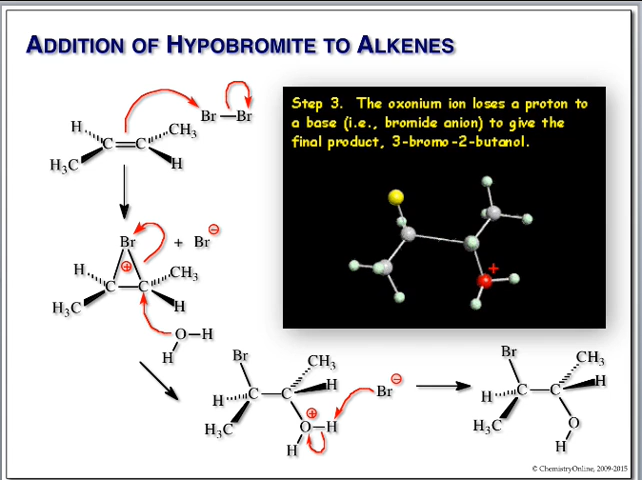 ADDITION OF HYPOBROMITE TO ALKENES
Br Br
H CH₃
C C
H₃C H
Step 3. The oxonium ion loses a proton to
a base (i.e., bromide anion) to give the
final product, 3-bromo-2-butanol.
+
Br + Br ⊖
⊕
H CH₃
C C
H₃C H
O H
H
Br CH₃
H C C H
H₃C
⊕
O H
H
Br ⊖
Br CH₃
H C C H
H₃C O
H
© ChemistryOnline, 2009-2015